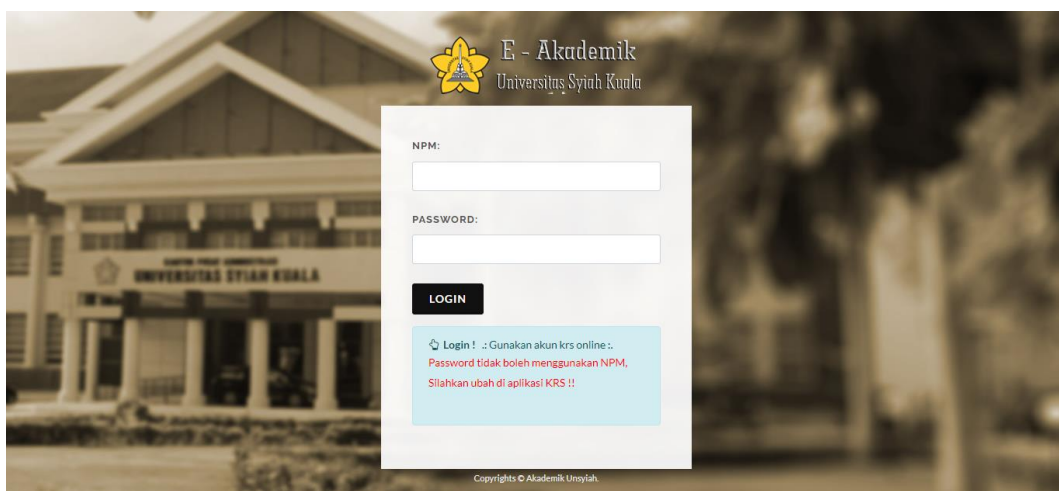 E - Akademik
Universitas Syiah Kuala
NPM:
PASSWORD:
UNIVERSITAS SYIAH KUALA
LOGIN
Login ! .: Gunakan akun krs online :.
Password tidak boleh menggunakan NPM,
Silahkan ubah di aplikasi KRS !!
Copyrights © Akademik Unsyiah.